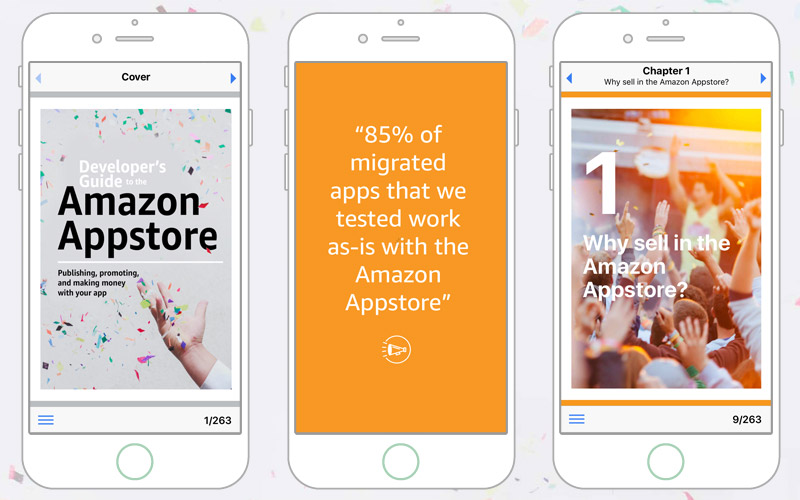 Cover
Developer's
Guide to the
Amazon
Appstore
Publishing, promoting,
and making money
with your app
1/263
“85% of
migrated
apps that we
tested work
as-is with the
Amazon
Appstore”
Chapter 1
Why sell in the Amazon Appstore?
1
Why sell in the
Amazon
Appstore?
9/263